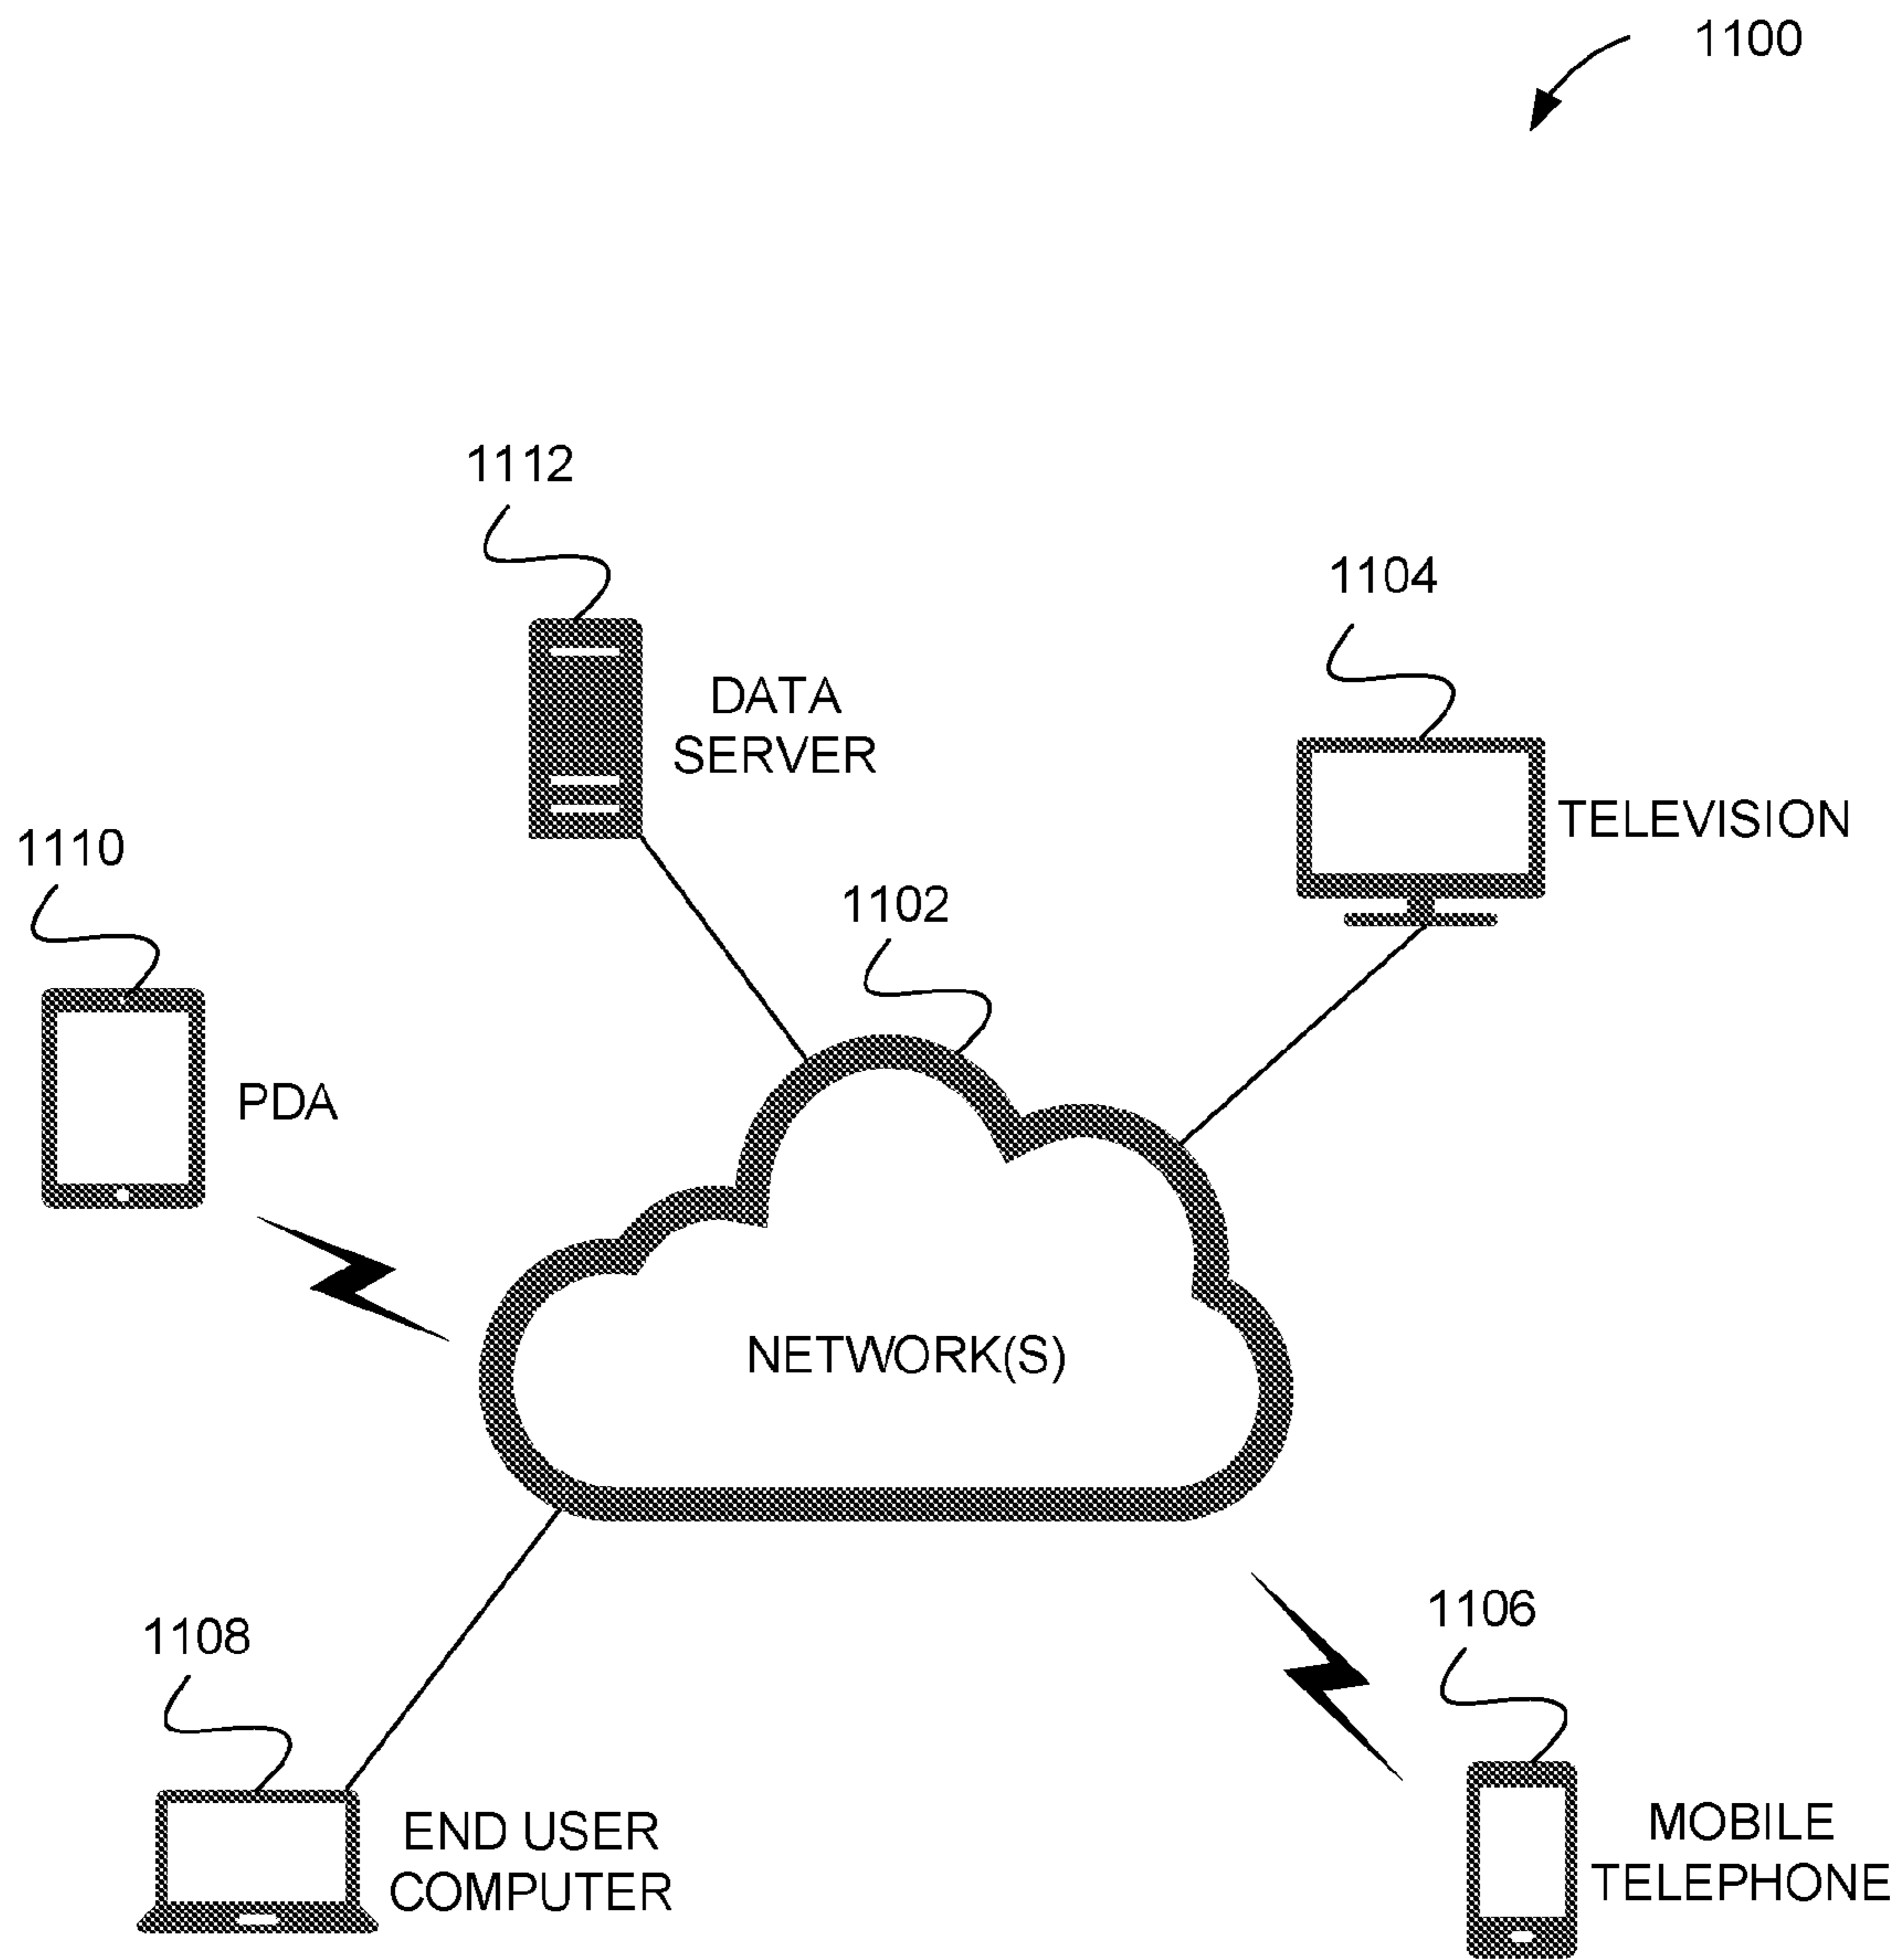 1100
1112
1104
DATA
SERVER
TELEVISION
1110
1102
PDA
NETWORK(S)
1108
1106
END USER
COMPUTER
MOBILE
TELEPHONE